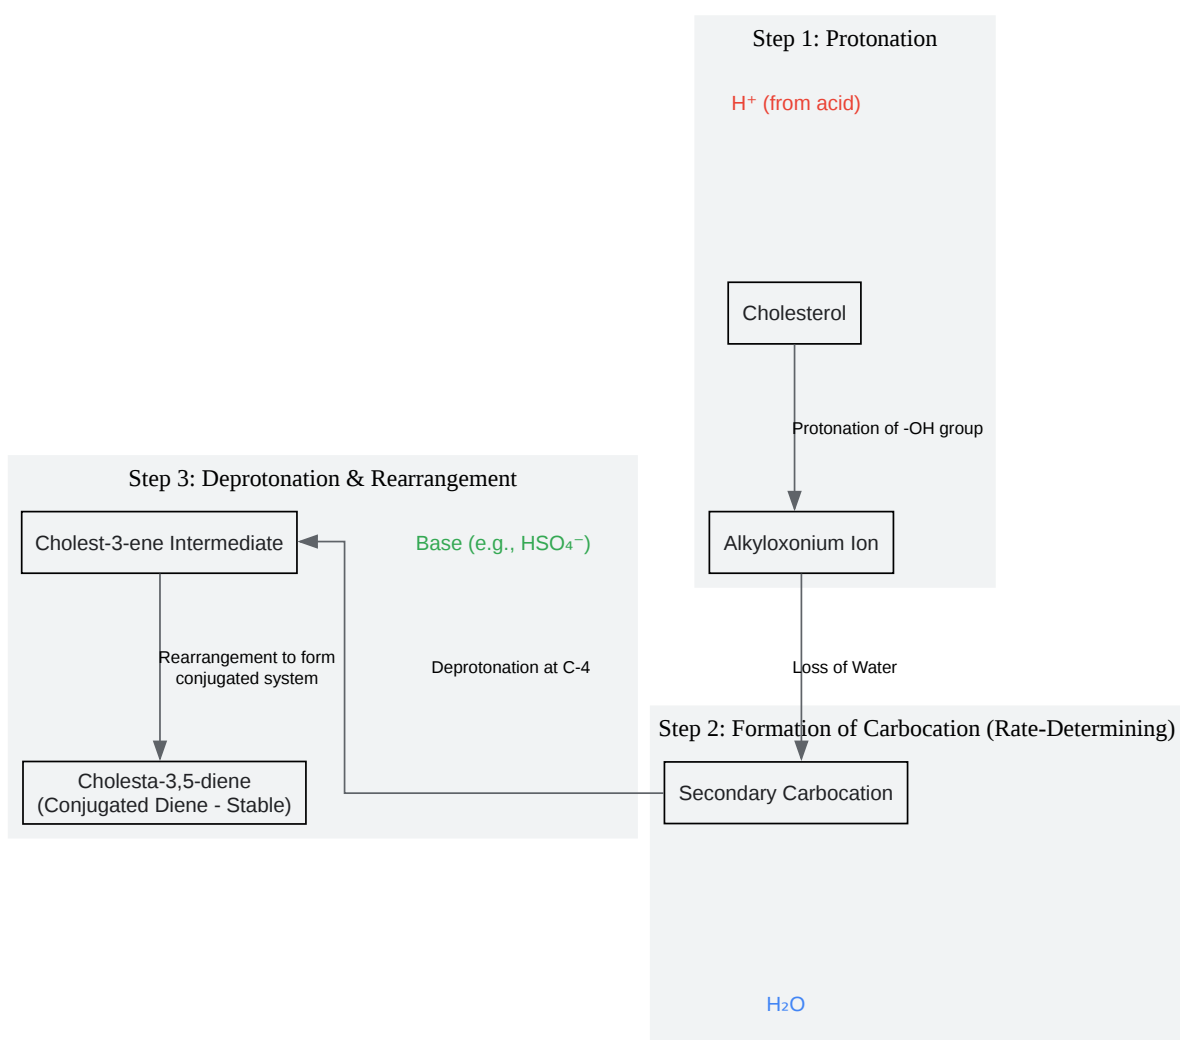 Step 1: Protonation
H⁺ (from acid)
Cholesterol
Protonation of -OH group
Alkyloxonium Ion
Loss of Water
Step 2: Formation of Carbocation (Rate-Determining)
Secondary Carbocation
H₂O
Step 3: Deprotonation & Rearrangement
Cholest-3-ene Intermediate
Base (e.g., HSO₄⁻)
Deprotonation at C-4
Rearrangement to form
conjugated system
Cholesta-3,5-diene
(Conjugated Diene - Stable)